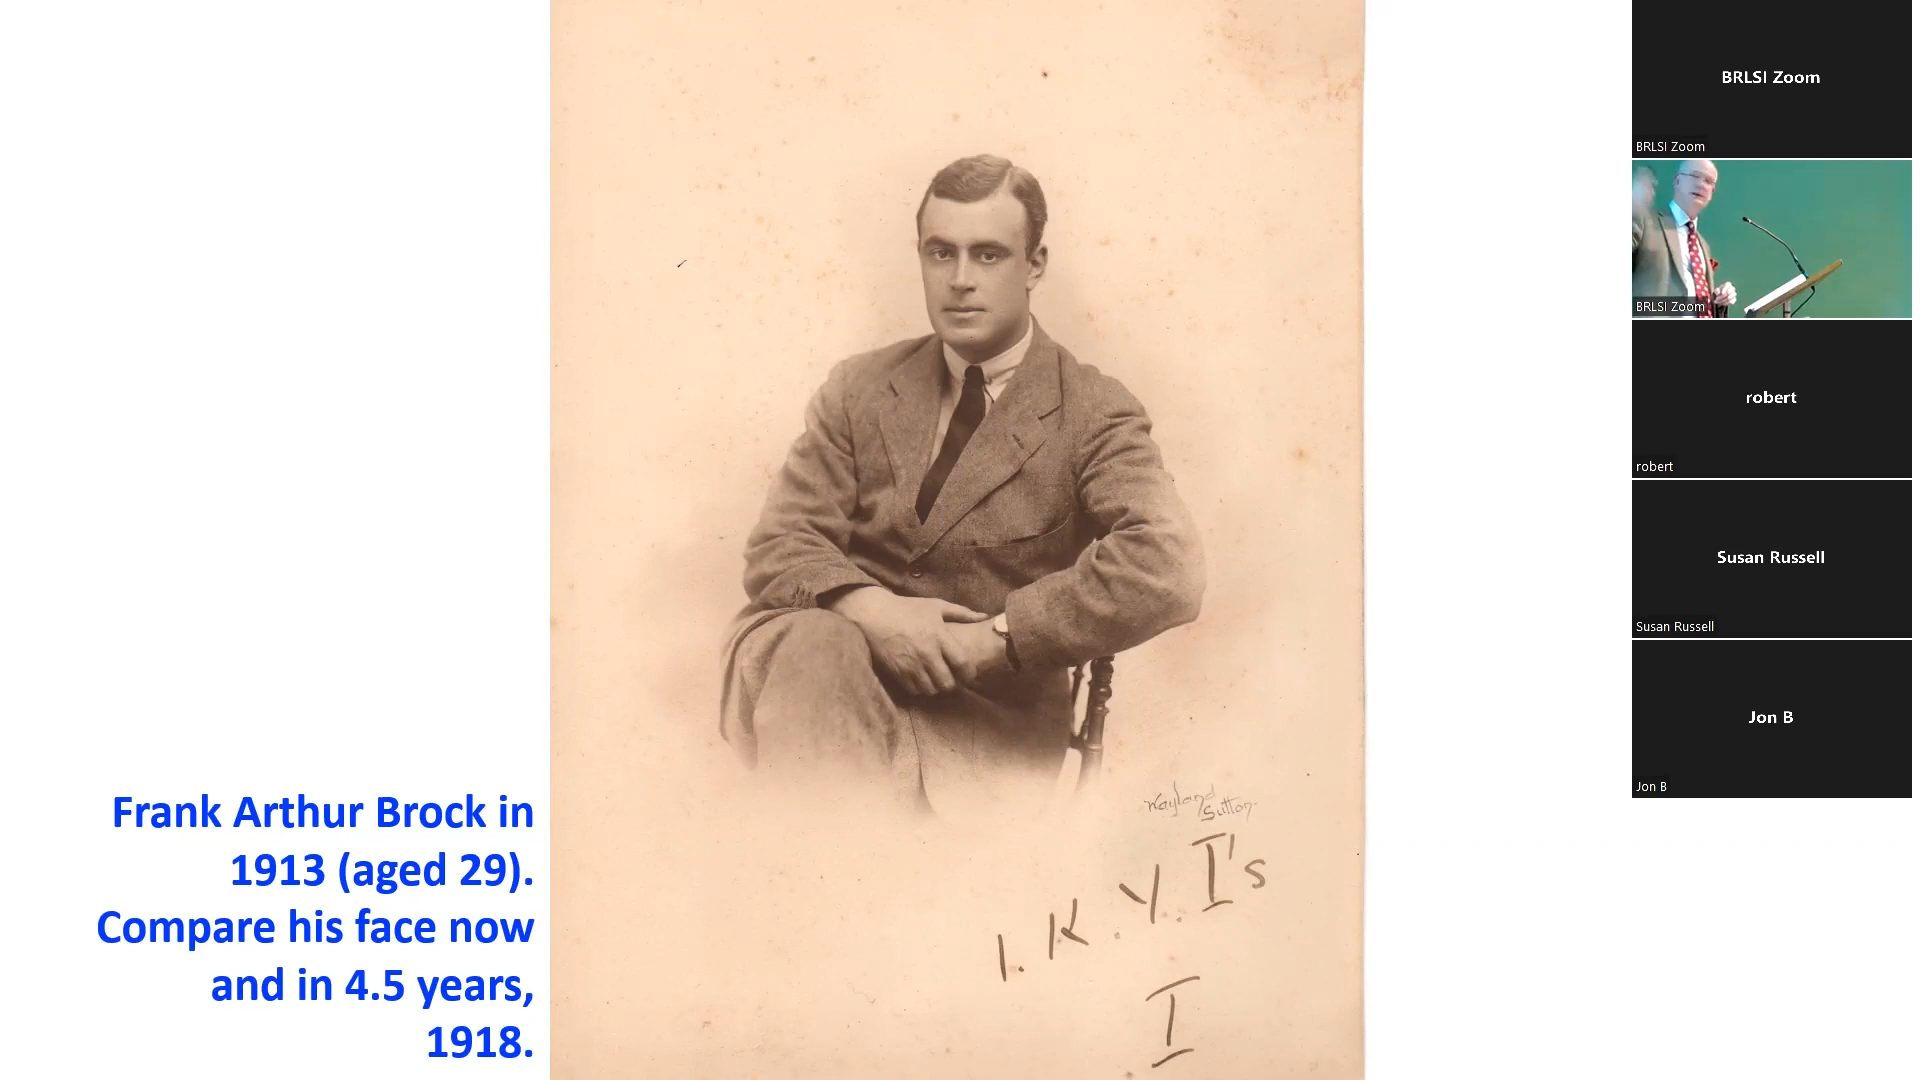 Frank Arthur Brock in
1913 (aged 29).
Compare his face now
and in 4.5 years,
1918.
Wayland
Sutton
I. K. Y. I's
I
BRLSI Zoom
BRLSI Zoom
BRLSI Zoom
robert
robert
Susan Russell
Susan Russell
Jon B
Jon B